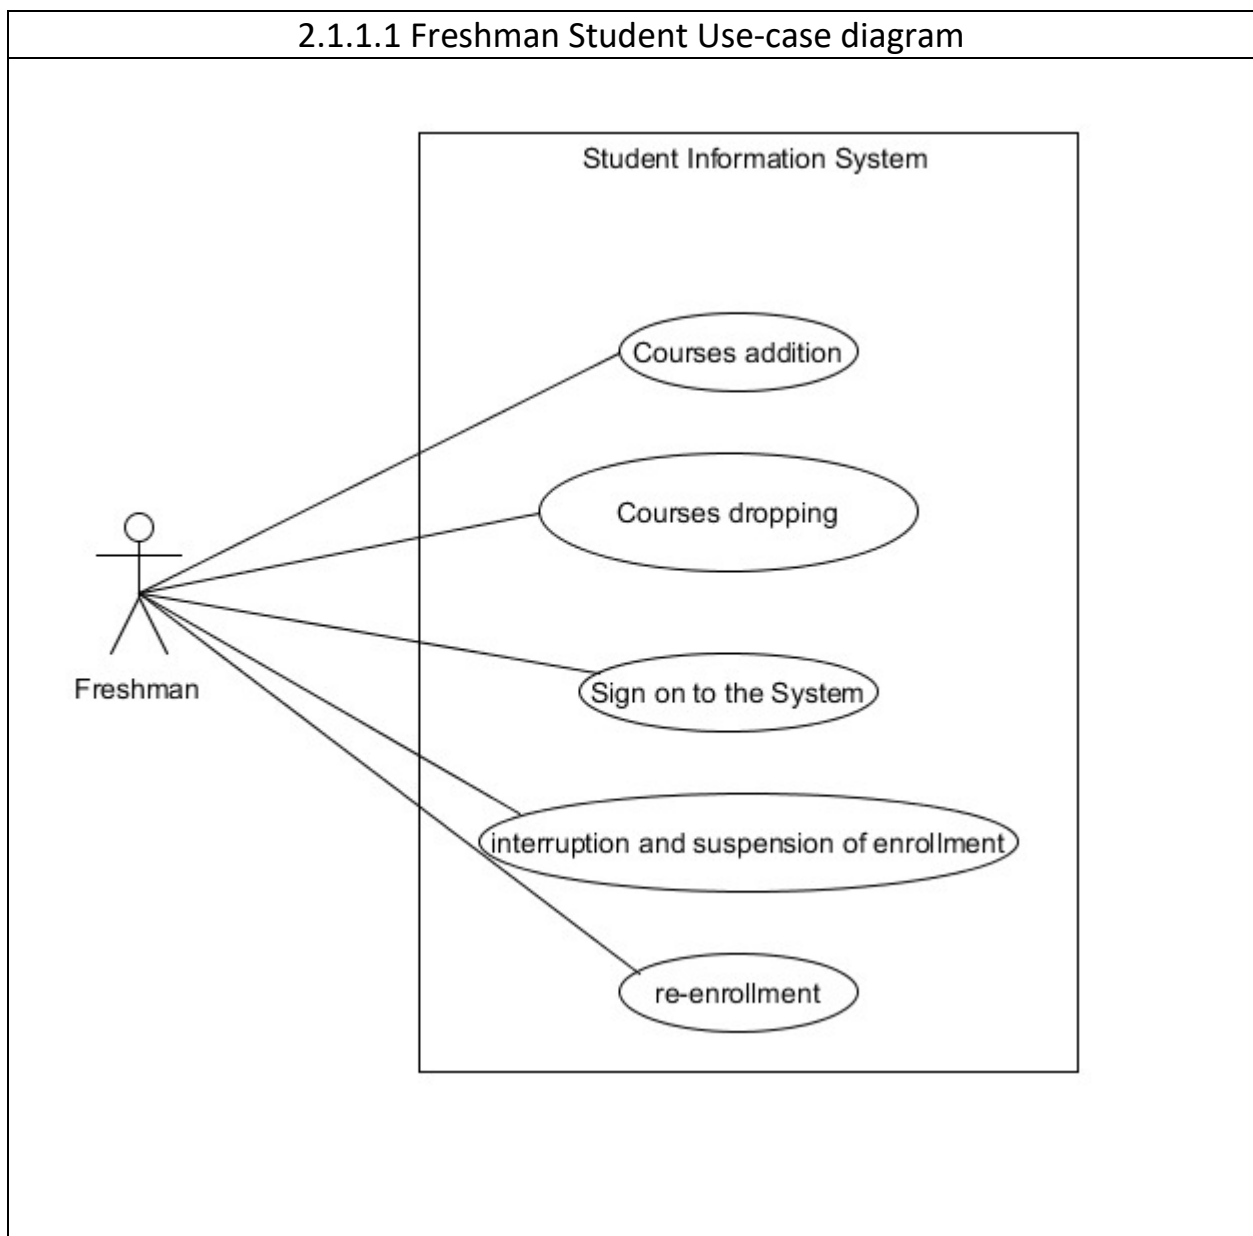 2.1.1.1 Freshman Student Use-case diagram
Student Information System
Courses addition
Courses dropping
Sign on to the System
Freshman
interruption and suspension of enrollment
re-enrollment